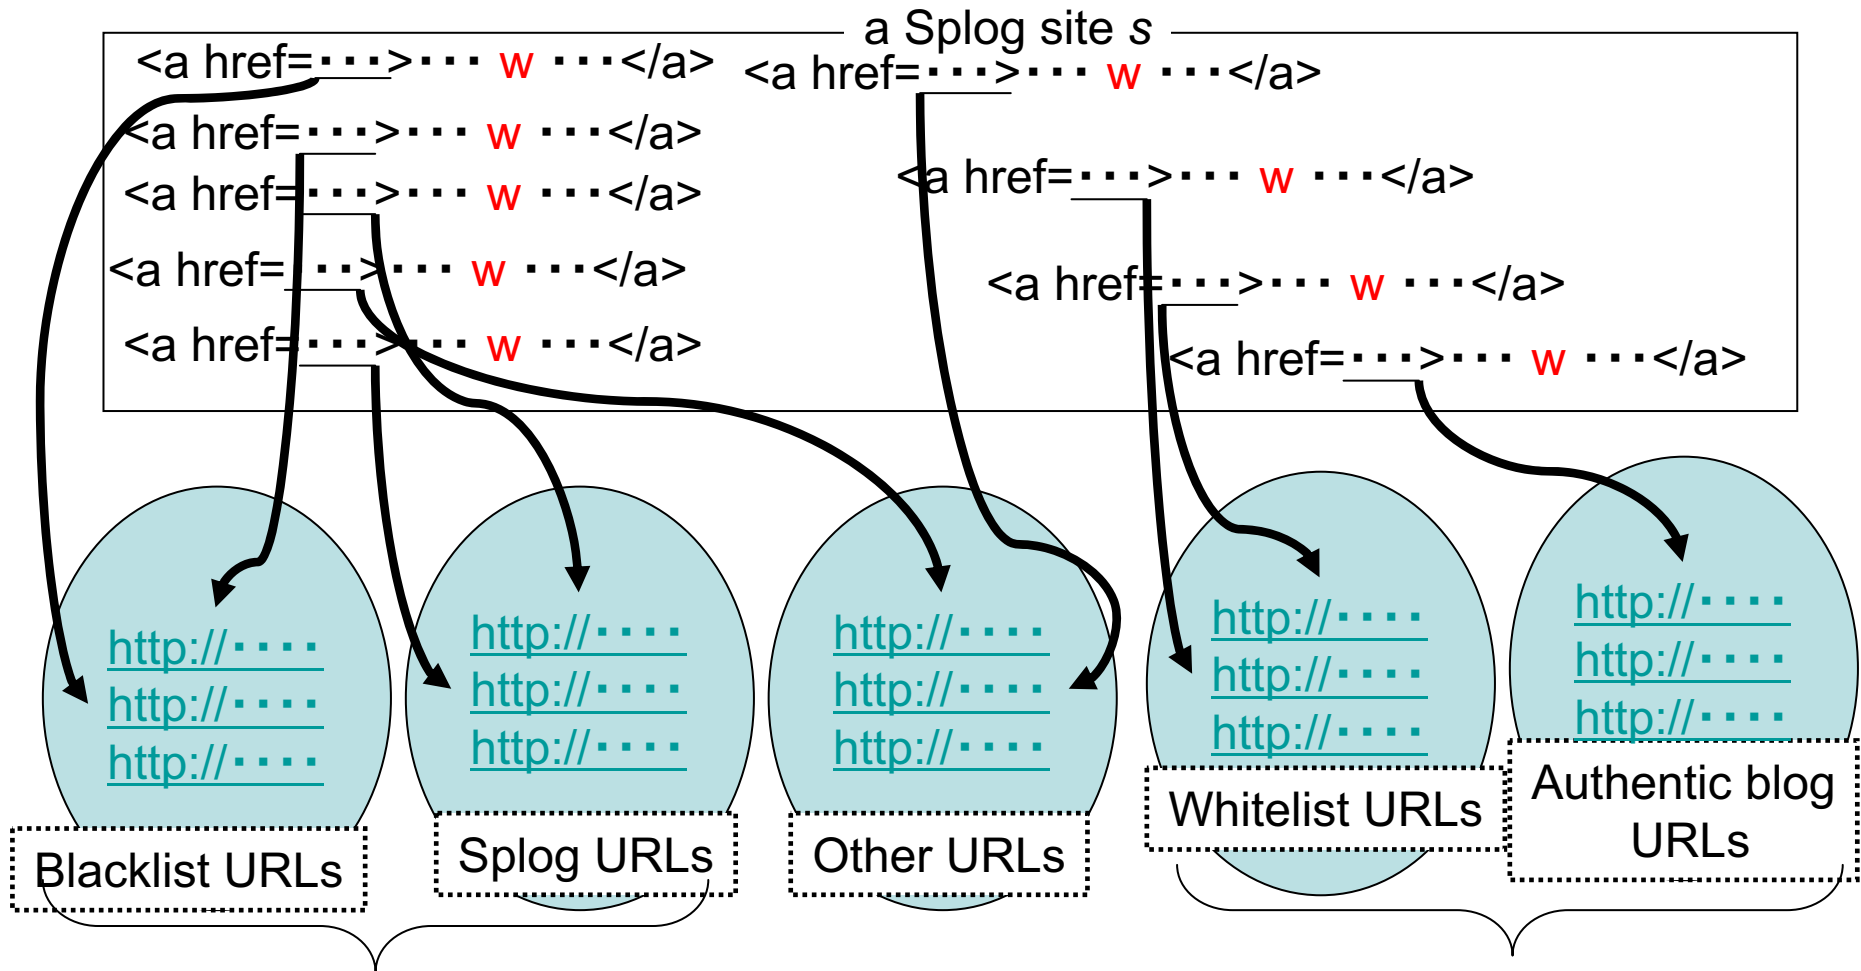 a Splog site s
<a href=･･･>･･･ w ･･･</a>
<a href=･･･>･･･ w ･･･</a>
<a href=･･･>･･･ w ･･･</a>
<a href=･･･>･･･ w ･･･</a>
<a href=･･･>･･･ w ･･･</a>
<a href=･･･>･･･ w ･･･</a>
<a href=･･･>･･･ w ･･･</a>
<a href=･･･>･･･ w ･･･</a>
<a href=･･･>･･･ w ･･･</a>
http://････
http://････
http://････
Blacklist URLs
http://････
http://････
http://････
Splog URLs
http://････
http://････
http://････
Other URLs
http://････
http://････
http://････
Whitelist URLs
http://････
http://････
http://････
Authentic blog
URLs